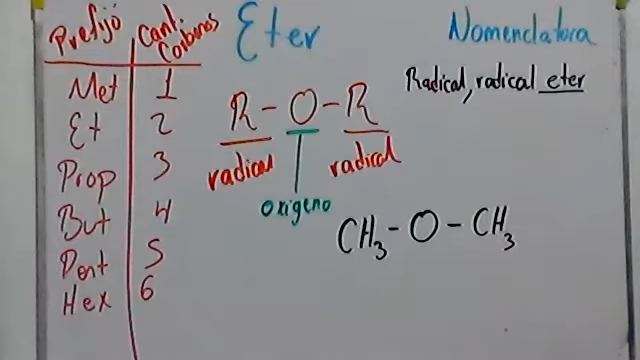 Prefijo Cant. Carbonos
Met 1
Et 2
Prop 3
But 4
Pent 5
Hex 6
Eter
R - O - R
radical radical
oxigeno
CH3 - O - CH3
Nomenclatura
Radical, radical eter